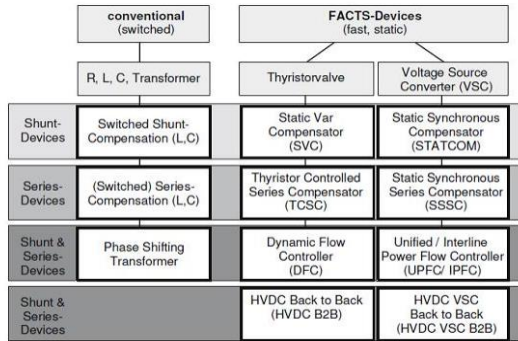 conventional
(switched)
FACTS-Devices
(fast, static)
R, L, C, Transformer
Thyristorvalve
Voltage Source
Converter (VSC)
Shunt-
Devices
Switched Shunt-
Compensation (L,C)
Static Var
Compensator
(SVC)
Static Synchronous
Compensator
(STATCOM)
Series-
Devices
(Switched) Series-
Compensation (L,C)
Thyristor Controlled
Series Compensator
(TCSC)
Static Synchronous
Series Compensator
(SSSC)
Shunt &
Series-
Devices
Phase Shifting
Transformer
Dynamic Flow
Controller
(DFC)
Unified / Interline
Power Flow Controller
(UPFC/ IPFC)
Shunt &
Series-
Devices
HVDC Back to Back
(HVDC B2B)
HVDC VSC
Back to Back
(HVDC VSC B2B)